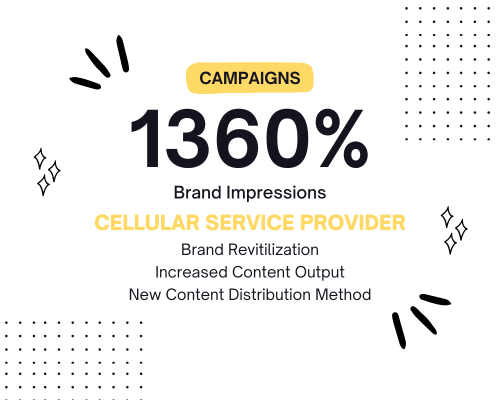 CAMPAIGNS
1360%
Brand Impressions
CELLULAR SERVICE PROVIDER
Brand Revitilization
Increased Content Output
New Content Distribution Method